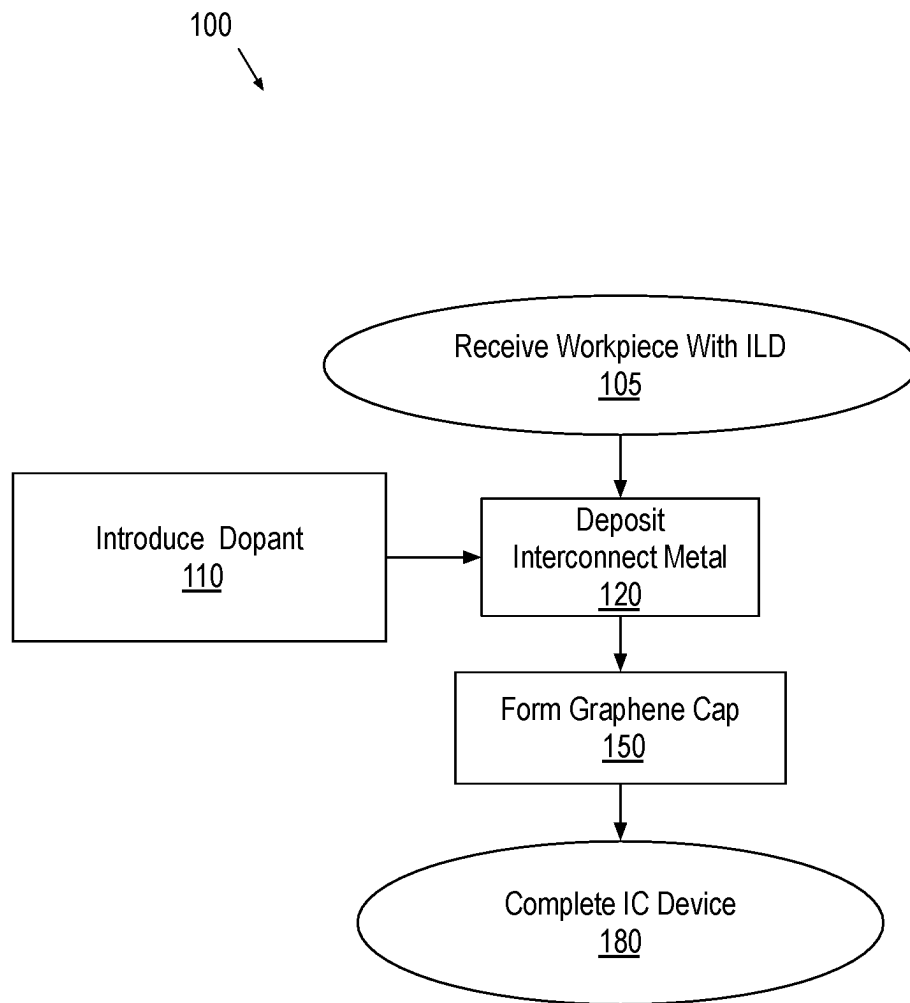 100
Receive Workpiece With ILD
105
Introduce Dopant
110
Deposit
Interconnect Metal
120
Form Graphene Cap
150
Complete IC Device
180